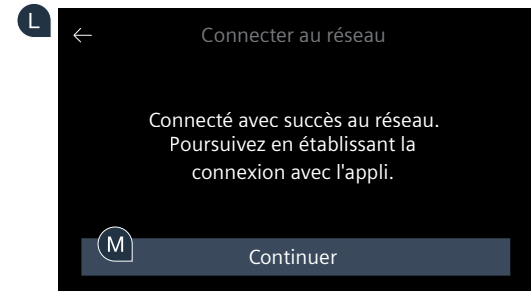 L
← Connecter au réseau
Connecté avec succès au réseau.
Poursuivez en établissant la
connexion avec l'appli.
M
Continuer